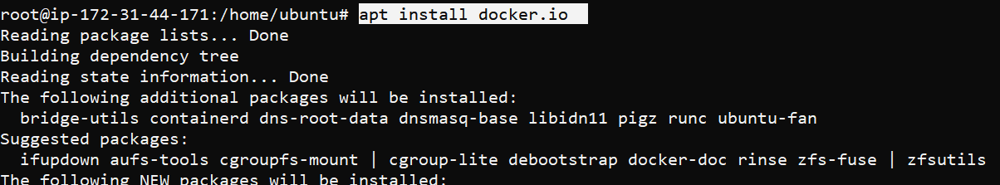 root@ip-172-31-44-171:/home/ubuntu# apt install docker.io
Reading package lists... Done
Building dependency tree
Reading state information... Done
The following additional packages will be installed:
  bridge-utils containerd dns-root-data dnsmasq-base libidn11 pigz runc ubuntu-fan
Suggested packages:
  ifupdown aufs-tools cgroupfs-mount | cgroup-lite debootstrap docker-doc rinse zfs-fuse | zfsutils
The following NEW packages will be installed: